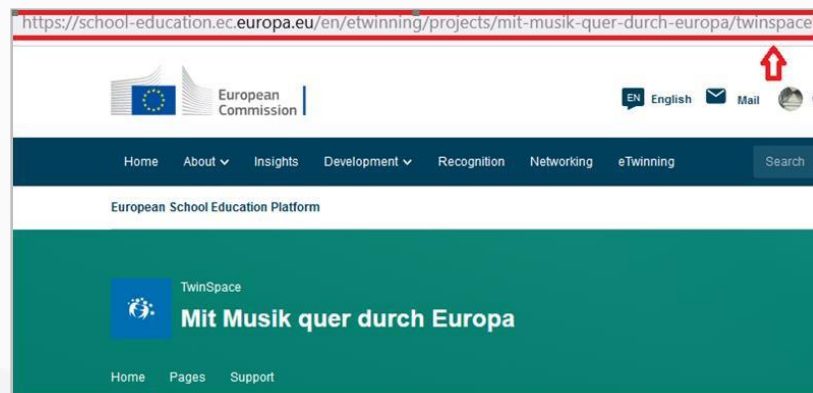 https://school-education.ec.europa.eu/en/etwinning/projects/mit-musik-quer-durch-europa/twinspace
European
Commission
EN English Mail
Home About Insights Development Recognition Networking eTwinning Search
European School Education Platform
TwinSpace
Mit Musik quer durch Europa
Home Pages Support